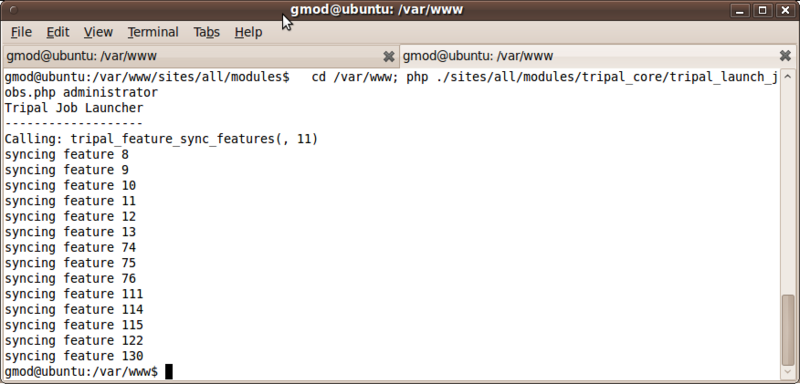 gmod@ubuntu: /var/www
File Edit View Terminal Tabs Help
gmod@ubuntu: /var/www gmod@ubuntu: /var/www
gmod@ubuntu:/var/www/sites/all/modules$   cd /var/www; php ./sites/all/modules/tripal_core/tripal_launch_j
obs.php administrator
Tripal Job Launcher
-------------------
Calling: tripal_feature_sync_features(, 11)
syncing feature 8
syncing feature 9
syncing feature 10
syncing feature 11
syncing feature 12
syncing feature 13
syncing feature 74
syncing feature 75
syncing feature 76
syncing feature 111
syncing feature 114
syncing feature 115
syncing feature 122
syncing feature 130
gmod@ubuntu:/var/www$